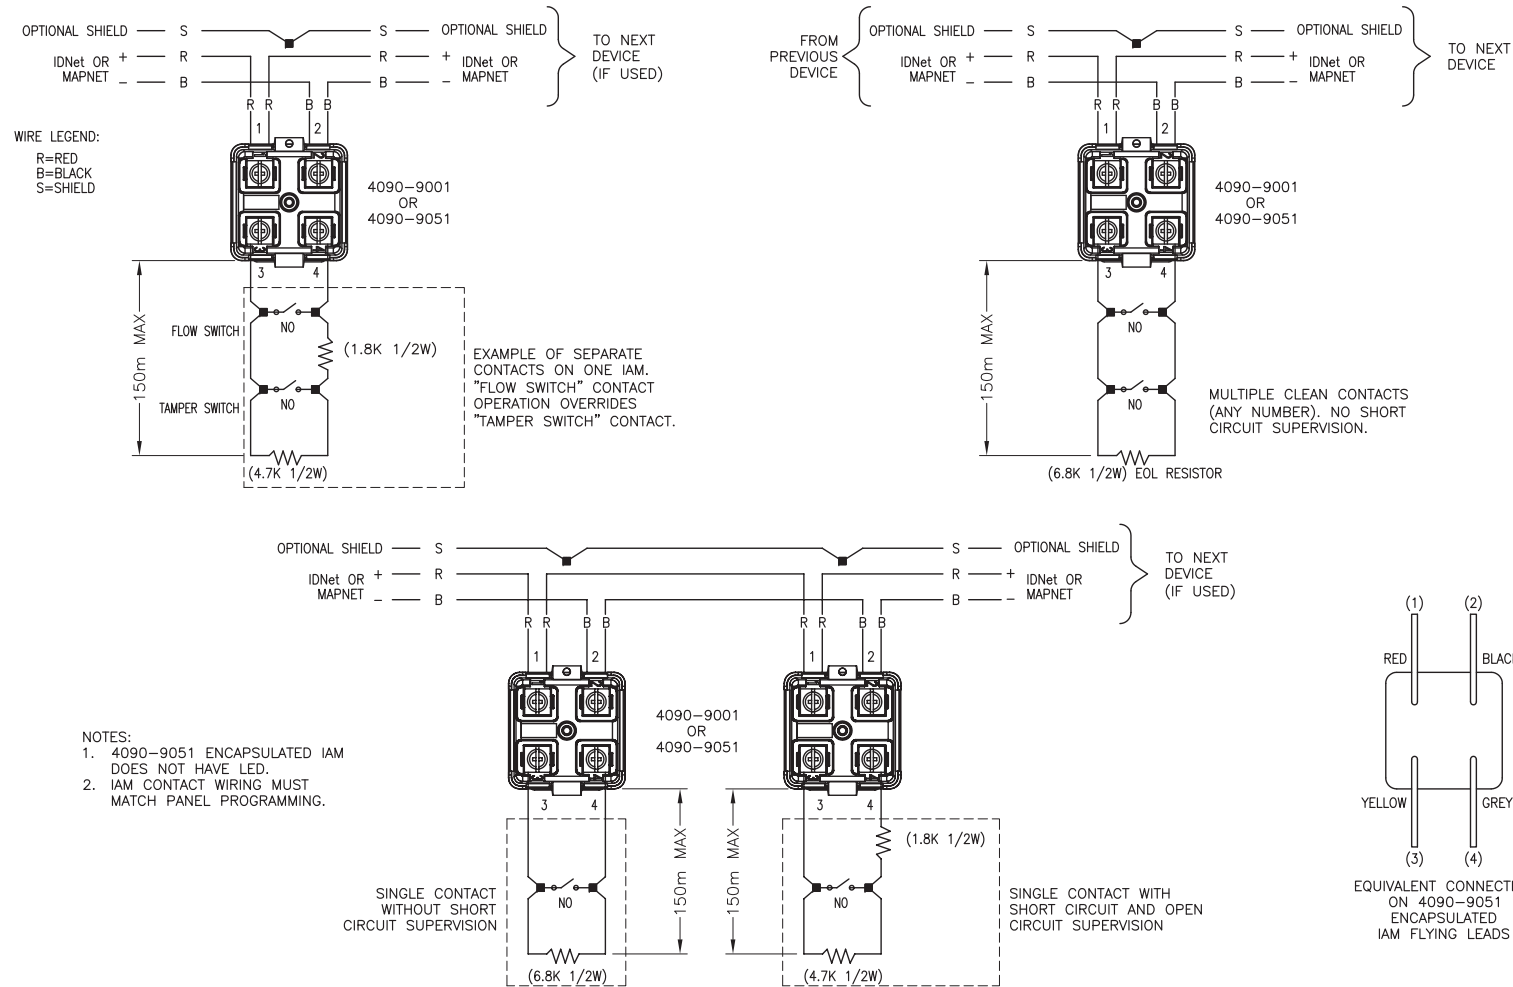 OPTIONAL SHIELD S S OPTIONAL SHIELD
IDNet OR + R R + IDNet OR
MAPNET – B B – MAPNET
TO NEXT
DEVICE
(IF USED)
R R B B
1 2
WIRE LEGEND:
R=RED
B=BLACK
S=SHIELD
4090-9001
OR
4090-9051
3 4
150m MAX
FLOW SWITCH
NO
(1.8K 1/2W)
TAMPER SWITCH
NO
(4.7K 1/2W)
EXAMPLE OF SEPARATE
CONTACTS ON ONE IAM.
"FLOW SWITCH" CONTACT
OPERATION OVERRIDES
"TAMPER SWITCH" CONTACT.
FROM
PREVIOUS
DEVICE
OPTIONAL SHIELD S S OPTIONAL SHIELD
IDNet OR + R R + IDNet OR
MAPNET – B B – MAPNET
TO NEXT
DEVICE
R R B B
1 2
4090-9001
OR
4090-9051
3 4
150m MAX
NO
NO
MULTIPLE CLEAN CONTACTS
(ANY NUMBER). NO SHORT
CIRCUIT SUPERVISION.
(6.8K 1/2W) EOL RESISTOR
OPTIONAL SHIELD S S OPTIONAL SHIELD
IDNet OR + R R + IDNet OR
MAPNET – B B – MAPNET
TO NEXT
DEVICE
(IF USED)
R R B B R R B B
1 2 1 2
4090-9001
OR
4090-9051
3 4 3 4
NOTES:
1. 4090-9051 ENCAPSULATED IAM
DOES NOT HAVE LED.
2. IAM CONTACT WIRING MUST
MATCH PANEL PROGRAMMING.
150m MAX
150m MAX
(1.8K 1/2W)
NO
NO
SINGLE CONTACT
WITHOUT SHORT
CIRCUIT SUPERVISION
(6.8K 1/2W)
(4.7K 1/2W)
SINGLE CONTACT WITH
SHORT CIRCUIT AND OPEN
CIRCUIT SUPERVISION
(1) (2)
RED BLAC
YELLOW GREY
(3) (4)
EQUIVALENT CONNECTI
ON 4090-9051
ENCAPSULATED
IAM FLYING LEADS